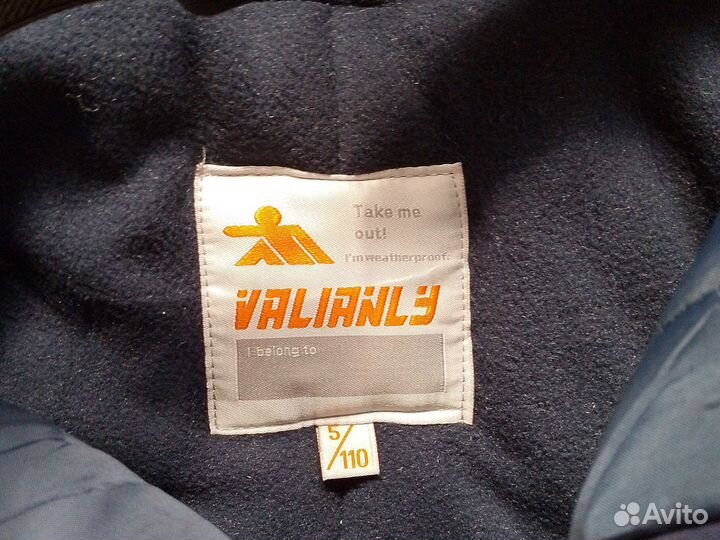 Take me
out!
I'm weatherproof.
VALIANLY
I belong to
5/110
Avito